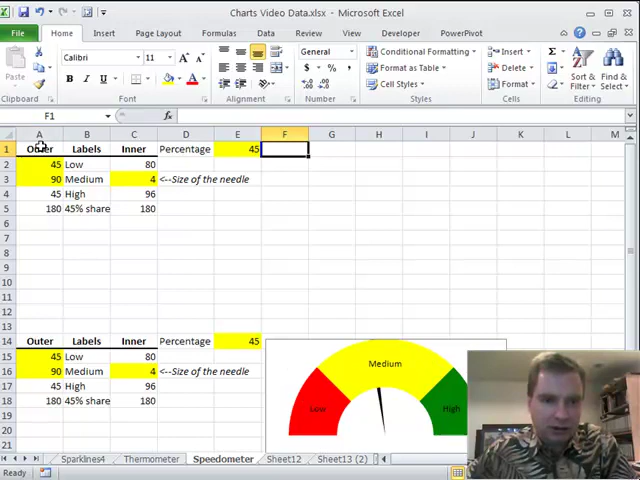 Charts Video Data.xlsx - Microsoft Excel
File Home Insert Page Layout Formulas Data Review View Developer PowerPivot
Calibri 11 General Conditional Formatting Insert
Format as Table Delete
Paste Cell Styles Format Sort & Filter Find & Select
Clipboard Font Alignment Number Styles Cells Editing
F1 fx
A B C D E F G H I J K L M
1 Outer Labels Inner Percentage 45
2 45 Low 80
3 90 Medium 4 <--Size of the needle
4 45 High 96
5 180 45% share 180
6
7
8
9
10
11
12
13
14 Outer Labels Inner Percentage 45
15 45 Low 80
16 90 Medium 4 <--Size of the needle
17 45 High 96
18 180 45% share 180
19
20
21
Medium
Low High
Sparklines4 Thermometer Speedometer Sheet12 Sheet13 (2)
Ready